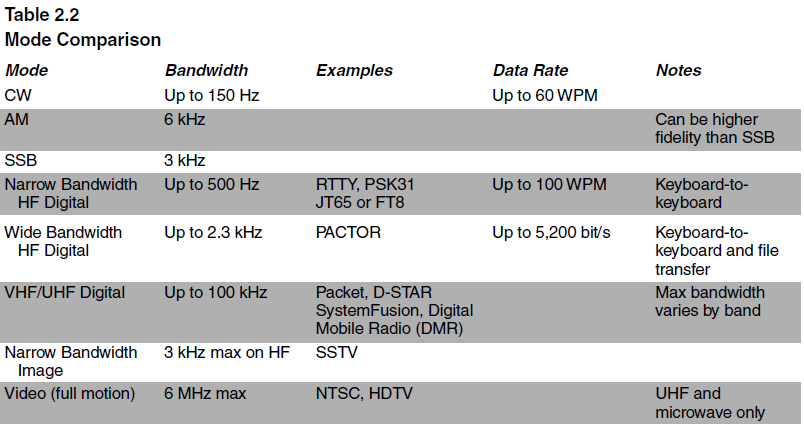 Table 2.2
Mode Comparison
Mode Bandwidth Examples Data Rate Notes
CW Up to 150 Hz Up to 60 WPM
AM 6 kHz Can be higher
fidelity than SSB
SSB 3 kHz
Narrow Bandwidth Up to 500 Hz RTTY, PSK31 Up to 100 WPM Keyboard-to-
HF Digital JT65 or FT8 keyboard
Wide Bandwidth Up to 2.3 kHz PACTOR Up to 5,200 bit/s Keyboard-to-
HF Digital keyboard and file
transfer
VHF/UHF Digital Up to 100 kHz Packet, D-STAR Max bandwidth
SystemFusion, Digital varies by band
Mobile Radio (DMR)
Narrow Bandwidth 3 kHz max on HF SSTV
Image
Video (full motion) 6 MHz max NTSC, HDTV UHF and
microwave only